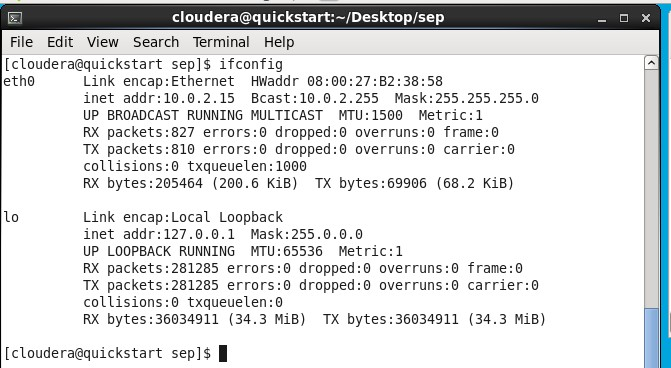 cloudera@quickstart:~/Desktop/sep
File Edit View Search Terminal Help
[cloudera@quickstart sep]$ ifconfig
eth0      Link encap:Ethernet  HWaddr 08:00:27:B2:38:58
          inet addr:10.0.2.15  Bcast:10.0.2.255  Mask:255.255.255.0
          UP BROADCAST RUNNING MULTICAST  MTU:1500  Metric:1
          RX packets:827 errors:0 dropped:0 overruns:0 frame:0
          TX packets:810 errors:0 dropped:0 overruns:0 carrier:0
          collisions:0 txqueuelen:1000
          RX bytes:205464 (200.6 KiB)  TX bytes:69906 (68.2 KiB)

lo        Link encap:Local Loopback
          inet addr:127.0.0.1  Mask:255.0.0.0
          UP LOOPBACK RUNNING  MTU:65536  Metric:1
          RX packets:281285 errors:0 dropped:0 overruns:0 frame:0
          TX packets:281285 errors:0 dropped:0 overruns:0 carrier:0
          collisions:0 txqueuelen:0
          RX bytes:36034911 (34.3 MiB)  TX bytes:36034911 (34.3 MiB)

[cloudera@quickstart sep]$